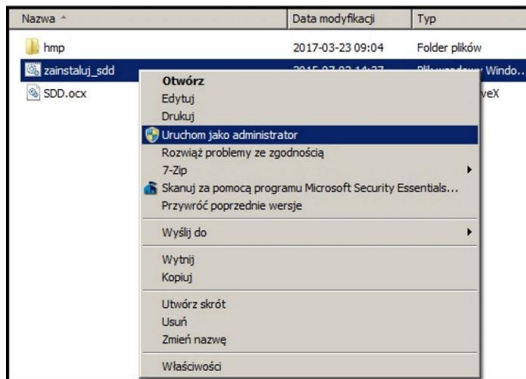 Nazwa Data modyfikacji Typ
hmp 2017-03-23 09:04 Folder plików
zainstaluj_sdd Windo...
SDD.ocx veX
Otwórz
Edytuj
Drukuj
Uruchom jako administrator
Rozwiąż problemy ze zgodnością
7-Zip
Skanuj za pomocą programu Microsoft Security Essentials...
Przywróć poprzednie wersje
Wyślij do
Wytnij
Kopiuj
Utwórz skrót
Usuń
Zmień nazwę
Właściwości